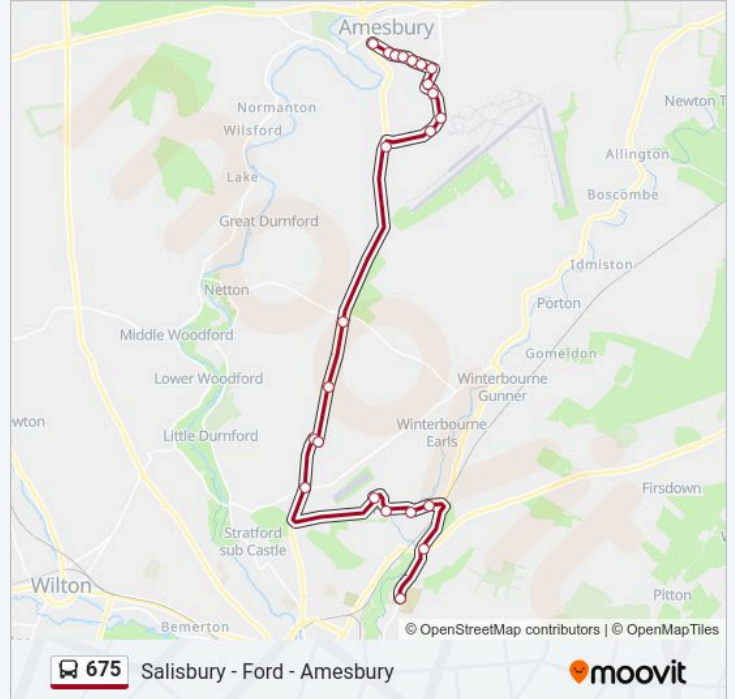 Amesbury
Normanton
Wilsford
Newton T
Allington
Lake
Boscombe
Great Durnford
Idmiston
Netton
Porton
Middle Woodford
Gomeldon
Lower Woodford
Winterbourne
Gunner
wton
Winterbourne
Earls
Little Durnford
Firsdown
Stratford
sub Castle
Wilton
Pitton
Bemerton
© OpenStreetMap contributors | © OpenMapTiles
675 Salisbury - Ford - Amesbury
moovit